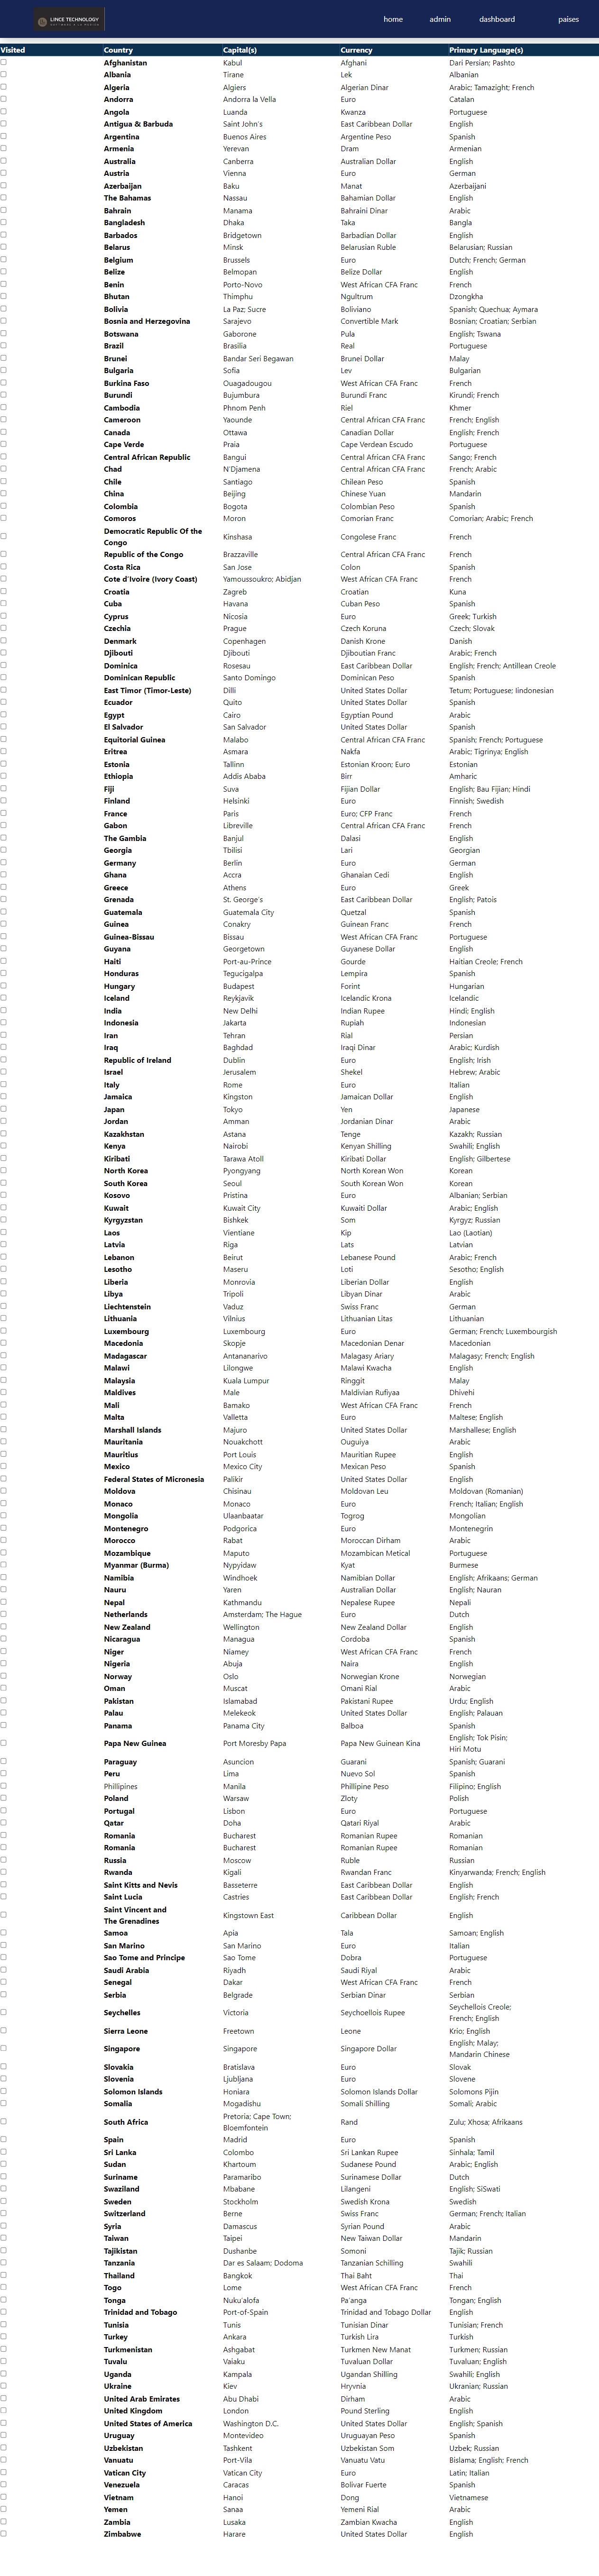 LINCE TECHNOLOGY
home admin dashboard paises
Visited Country Capital(s) Currency Primary Language(s)
Afghanistan Kabul Afghani Dari Persian; Pashto
Albania Tirane Lek Albanian
Algeria Algiers Algerian Dinar Arabic; Tamazight; French
Andorra Andorra la Vella Euro Catalan
Angola Luanda Kwanza Portuguese
Antigua & Barbuda Saint John's East Caribbean Dollar English
Argentina Buenos Aires Argentine Peso Spanish
Armenia Yerevan Dram Armenian
Australia Canberra Australian Dollar English
Austria Vienna Euro German
Azerbaijan Baku Manat Azerbaijani
The Bahamas Nassau Bahamian Dollar English
Bahrain Manama Bahraini Dinar Arabic
Bangladesh Dhaka Taka Bangla
Barbados Bridgetown Barbadian Dollar English
Belarus Minsk Belarusian Ruble Belarusian; Russian
Belgium Brussels Euro Dutch; French; German
Belize Belmopan Belize Dollar English
Benin Porto-Novo West African CFA Franc French
Bhutan Thimphu Ngultrum Dzongkha
Bolivia La Paz; Sucre Boliviano Spanish; Quechua; Aymara
Bosnia and Herzegovina Sarajevo Convertible Mark Bosnian; Croatian; Serbian
Botswana Gaborone Pula English; Tswana
Brazil Brasilia Real Portuguese
Brunei Bandar Seri Begawan Brunei Dollar Malay
Bulgaria Sofia Lev Bulgarian
Burkina Faso Ouagadougou West African CFA Franc French
Burundi Bujumbura Burundi Franc Kirundi; French
Cambodia Phnom Penh Riel Khmer
Cameroon Yaounde Central African CFA Franc French; English
Canada Ottawa Canadian Dollar English; French
Cape Verde Praia Cape Verdean Escudo Portuguese
Central African Republic Bangui Central African CFA Franc Sango; French
Chad N'Djamena Central African CFA Franc French; Arabic
Chile Santiago Chilean Peso Spanish
China Beijing Chinese Yuan Mandarin
Colombia Bogota Colombian Peso Spanish
Comoros Moron Comorian Franc Comorian; Arabic; French
Democratic Republic Of the
Congo Kinshasa Congolese Franc French
Republic of the Congo Brazzaville Central African CFA Franc French
Costa Rica San Jose Colon Spanish
Cote d'Ivoire (Ivory Coast) Yamoussoukro; Abidjan West African CFA Franc French
Croatia Zagreb Croatian Kuna
Cuba Havana Cuban Peso Spanish
Cyprus Nicosia Euro Greek; Turkish
Czechia Prague Czech Koruna Czech; Slovak
Denmark Copenhagen Danish Krone Danish
Djibouti Djibouti Djiboutian Franc Arabic; French
Dominica Rosesau East Caribbean Dollar English; French; Antillean Creole
Dominican Republic Santo Domingo Dominican Peso Spanish
East Timor (Timor-Leste) Dilli United States Dollar Tetum; Portuguese; Iindonesian
Ecuador Quito United States Dollar Spanish
Egypt Cairo Egyptian Pound Arabic
El Salvador San Salvador United States Dollar Spanish
Equitorial Guinea Malabo Central African CFA Franc Spanish; French; Portuguese
Eritrea Asmara Nakfa Arabic; Tigrinya; English
Estonia Tallinn Estonian Kroon; Euro Estonian
Ethiopia Addis Ababa Birr Amharic
Fiji Suva Fijian Dollar English; Bau Fijian; Hindi
Finland Helsinki Euro Finnish; Swedish
France Paris Euro; CFP Franc French
Gabon Libreville Central African CFA Franc French
The Gambia Banjul Dalasi English
Georgia Tbilisi Lari Georgian
Germany Berlin Euro German
Ghana Accra Ghanaian Cedi English
Greece Athens Euro Greek
Grenada St. George's East Caribbean Dollar English; Patois
Guatemala Guatemala City Quetzal Spanish
Guinea Conakry Guinean Franc French
Guinea-Bissau Bissau West African CFA Franc Portuguese
Guyana Georgetown Guyanese Dollar English
Haiti Port-au-Prince Gourde Haitian Creole; French
Honduras Tegucigalpa Lempira Spanish
Hungary Budapest Forint Hungarian
Iceland Reykjavik Icelandic Krona Icelandic
India New Delhi Indian Rupee Hindi; English
Indonesia Jakarta Rupiah Indonesian
Iran Tehran Rial Persian
Iraq Baghdad Iraqi Dinar Arabic; Kurdish
Republic of Ireland Dublin Euro English; Irish
Israel Jerusalem Shekel Hebrew; Arabic
Italy Rome Euro Italian
Jamaica Kingston Jamaican Dollar English
Japan Tokyo Yen Japanese
Jordan Amman Jordanian Dinar Arabic
Kazakhstan Astana Tenge Kazakh; Russian
Kenya Nairobi Kenyan Shilling Swahili; English
Kiribati Tarawa Atoll Kiribati Dollar English; Gilbertese
North Korea Pyongyang North Korean Won Korean
South Korea Seoul South Korean Won Korean
Kosovo Pristina Euro Albanian; Serbian
Kuwait Kuwait City Kuwaiti Dollar Arabic; English
Kyrgyzstan Bishkek Som Kyrgyz; Russian
Laos Vientiane Kip Lao (Laotian)
Latvia Riga Lats Latvian
Lebanon Beirut Lebanese Pound Arabic; French
Lesotho Maseru Loti Sesotho; English
Liberia Monrovia Liberian Dollar English
Libya Tripoli Libyan Dinar Arabic
Liechtenstein Vaduz Swiss Franc German
Lithuania Vilnius Lithuanian Litas Lithuanian
Luxembourg Luxembourg Euro German; French; Luxembourgish
Macedonia Skopje Macedonian Denar Macedonian
Madagascar Antananarivo Malagasy Ariary Malagasy; French; English
Malawi Lilongwe Malawi Kwacha English
Malaysia Kuala Lumpur Ringgit Malay
Maldives Male Maldivian Rufiyaa Dhivehi
Mali Bamako West African CFA Franc French
Malta Valletta Euro Maltese; English
Marshall Islands Majuro United States Dollar Marshallese; English
Mauritania Nouakchott Ouguiya Arabic
Mauritius Port Louis Mauritian Rupee English
Mexico Mexico City Mexican Peso Spanish
Federal States of Micronesia Palikir United States Dollar English
Moldova Chisinau Moldovan Leu Moldovan (Romanian)
Monaco Monaco Euro French; Italian; English
Mongolia Ulaanbaatar Togrog Mongolian
Montenegro Podgorica Euro Montenegrin
Morocco Rabat Moroccan Dirham Arabic
Mozambique Maputo Mozambican Metical Portuguese
Myanmar (Burma) Nypyidaw Kyat Burmese
Namibia Windhoek Namibian Dollar English; Afrikaans; German
Nauru Yaren Australian Dollar English; Nauran
Nepal Kathmandu Nepalese Rupee Nepali
Netherlands Amsterdam; The Hague Euro Dutch
New Zealand Wellington New Zealand Dollar English
Nicaragua Managua Cordoba Spanish
Niger Niamey West African CFA Franc French
Nigeria Abuja Naira English
Norway Oslo Norwegian Krone Norwegian
Oman Muscat Omani Rial Arabic
Pakistan Islamabad Pakistani Rupee Urdu; English
Palau Melekeok United States Dollar English; Palauan
Panama Panama City Balboa Spanish
Papa New Guinea Port Moresby Papa Papa New Guinean Kina English; Tok Pisin;
Hiri Motu
Paraguay Asuncion Guarani Spanish; Guarani
Peru Lima Nuevo Sol Spanish
Phillipines Manila Phillipine Peso Filipino; English
Poland Warsaw Zloty Polish
Portugal Lisbon Euro Portuguese
Qatar Doha Qatari Riyal Arabic
Romania Bucharest Romanian Rupee Romanian
Romania Bucharest Romanian Rupee Romanian
Russia Moscow Ruble Russian
Rwanda Kigali Rwandan Franc Kinyarwanda; French; English
Saint Kitts and Nevis Basseterre East Caribbean Dollar English
Saint Lucia Castries East Caribbean Dollar English; French
Saint Vincent and
The Grenadines Kingstown East Caribbean Dollar English
Samoa Apia Tala Samoan; English
San Marino San Marino Euro Italian
Sao Tome and Principe Sao Tome Dobra Portuguese
Saudi Arabia Riyadh Saudi Riyal Arabic
Senegal Dakar West African CFA Franc French
Serbia Belgrade Serbian Dinar Serbian
Seychelles Victoria Seychoellois Rupee Seychellois Creole;
French; English
Sierra Leone Freetown Leone Krio; English
Singapore Singapore Singapore Dollar English; Malay;
Mandarin Chinese
Slovakia Bratislava Euro Slovak
Slovenia Ljubljana Euro Slovene
Solomon Islands Honiara Solomon Islands Dollar Solomons Pijin
Somalia Mogadishu Somali Shilling Somali; Arabic
South Africa Pretoria; Cape Town;
Bloemfontein Rand Zulu; Xhosa; Afrikaans
Spain Madrid Euro Spanish
Sri Lanka Colombo Sri Lankan Rupee Sinhala; Tamil
Sudan Khartoum Sudanese Pound Arabic; English
Suriname Paramaribo Surinamese Dollar Dutch
Swaziland Mbabane Lilangeni English; SiSwati
Sweden Stockholm Swedish Krona Swedish
Switzerland Berne Swiss Franc German; French; Italian
Syria Damascus Syrian Pound Arabic
Taiwan Taipei New Taiwan Dollar Mandarin
Tajikistan Dushanbe Somoni Tajik; Russian
Tanzania Dar es Salaam; Dodoma Tanzanian Schilling Swahili
Thailand Bangkok Thai Baht Thai
Togo Lome West African CFA Franc French
Tonga Nuku'alofa Pa'anga Tongan; English
Trinidad and Tobago Port-of-Spain Trinidad and Tobago Dollar English
Tunisia Tunis Tunisian Dinar Tunisian; French
Turkey Ankara Turkish Lira Turkish
Turkmenistan Ashgabat Turkmen New Manat Turkmen; Russian
Tuvalu Vaiaku Tuvaluan Dollar Tuvaluan; English
Uganda Kampala Ugandan Shilling Swahili; English
Ukraine Kiev Hryvnia Ukranian; Russian
United Arab Emirates Abu Dhabi Dirham Arabic
United Kingdom London Pound Sterling English
United States of America Washington D.C. United States Dollar English; Spanish
Uruguay Montevideo Uruguayan Peso Spanish
Uzbekistan Tashkent Uzbekistan Som Uzbek; Russian
Vanuatu Port-Vila Vanuatu Vatu Bislama; English; French
Vatican City Vatican City Euro Latin; Italian
Venezuela Caracas Bolivar Fuerte Spanish
Vietnam Hanoi Dong Vietnamese
Yemen Sanaa Yemeni Rial Arabic
Zambia Lusaka Zambian Kwacha English
Zimbabwe Harare United States Dollar English